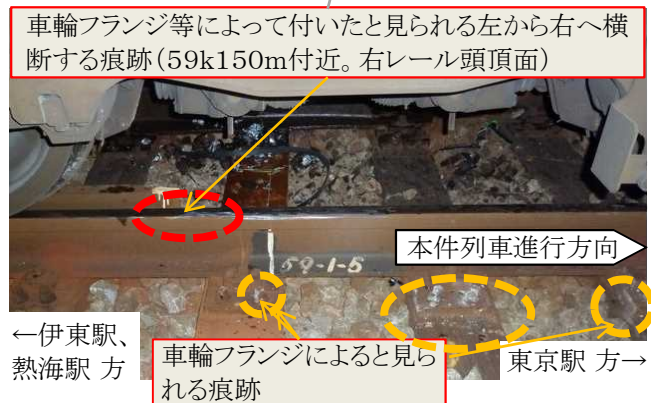 車輪フランジ等によって付いたと見られる左から右へ横
断する痕跡(59k150m付近。右レール頭頂面)
59-1-5
本件列車進行方向
←伊東駅、
熱海駅 方
車輪フランジによると見ら
れる痕跡
東京駅 方→